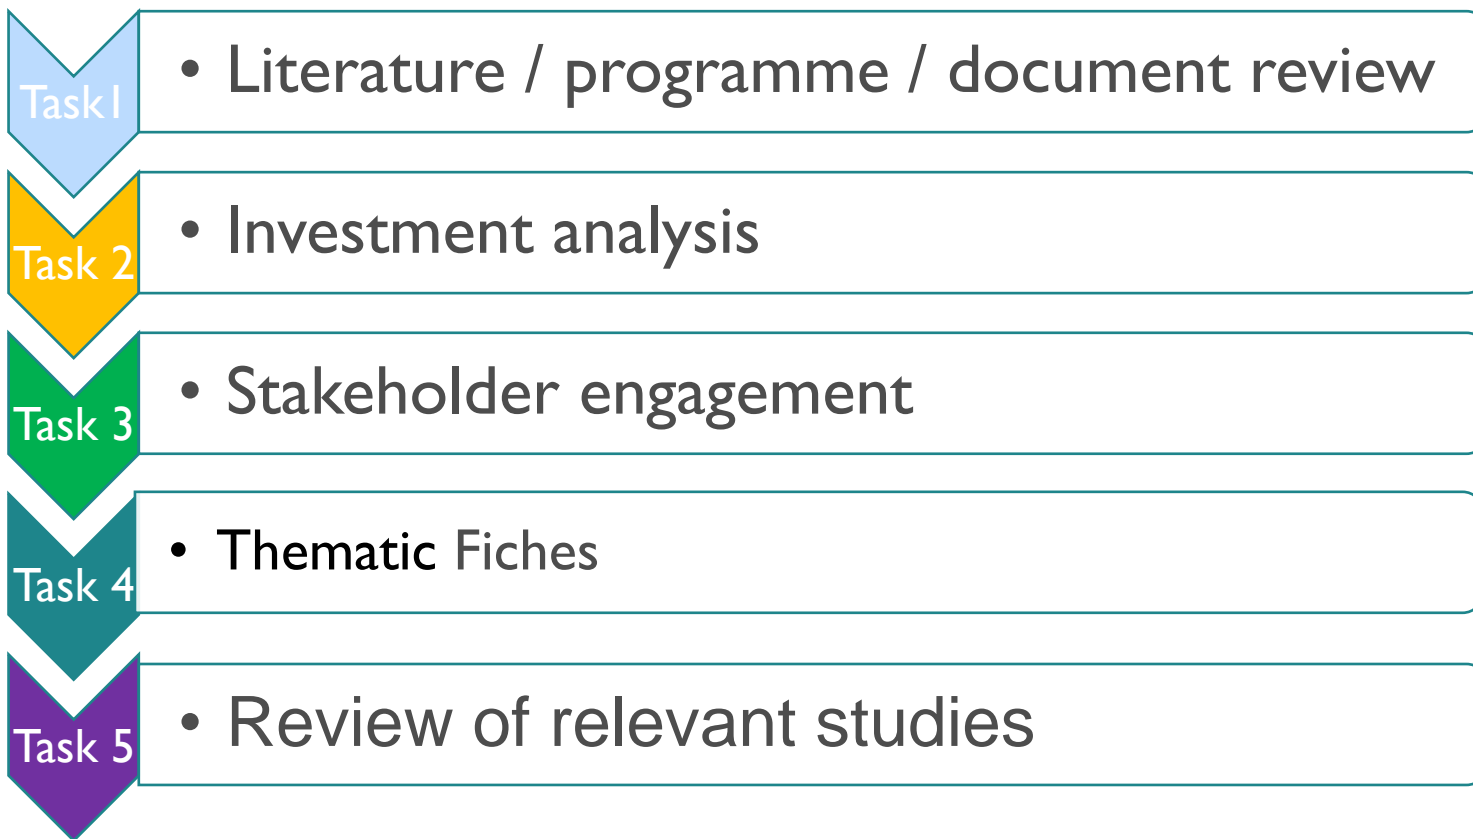 Task1
• Literature / programme / document review
Task 2
• Investment analysis
Task 3
• Stakeholder engagement
Task 4
• Thematic Fiches
Task 5
• Review of relevant studies